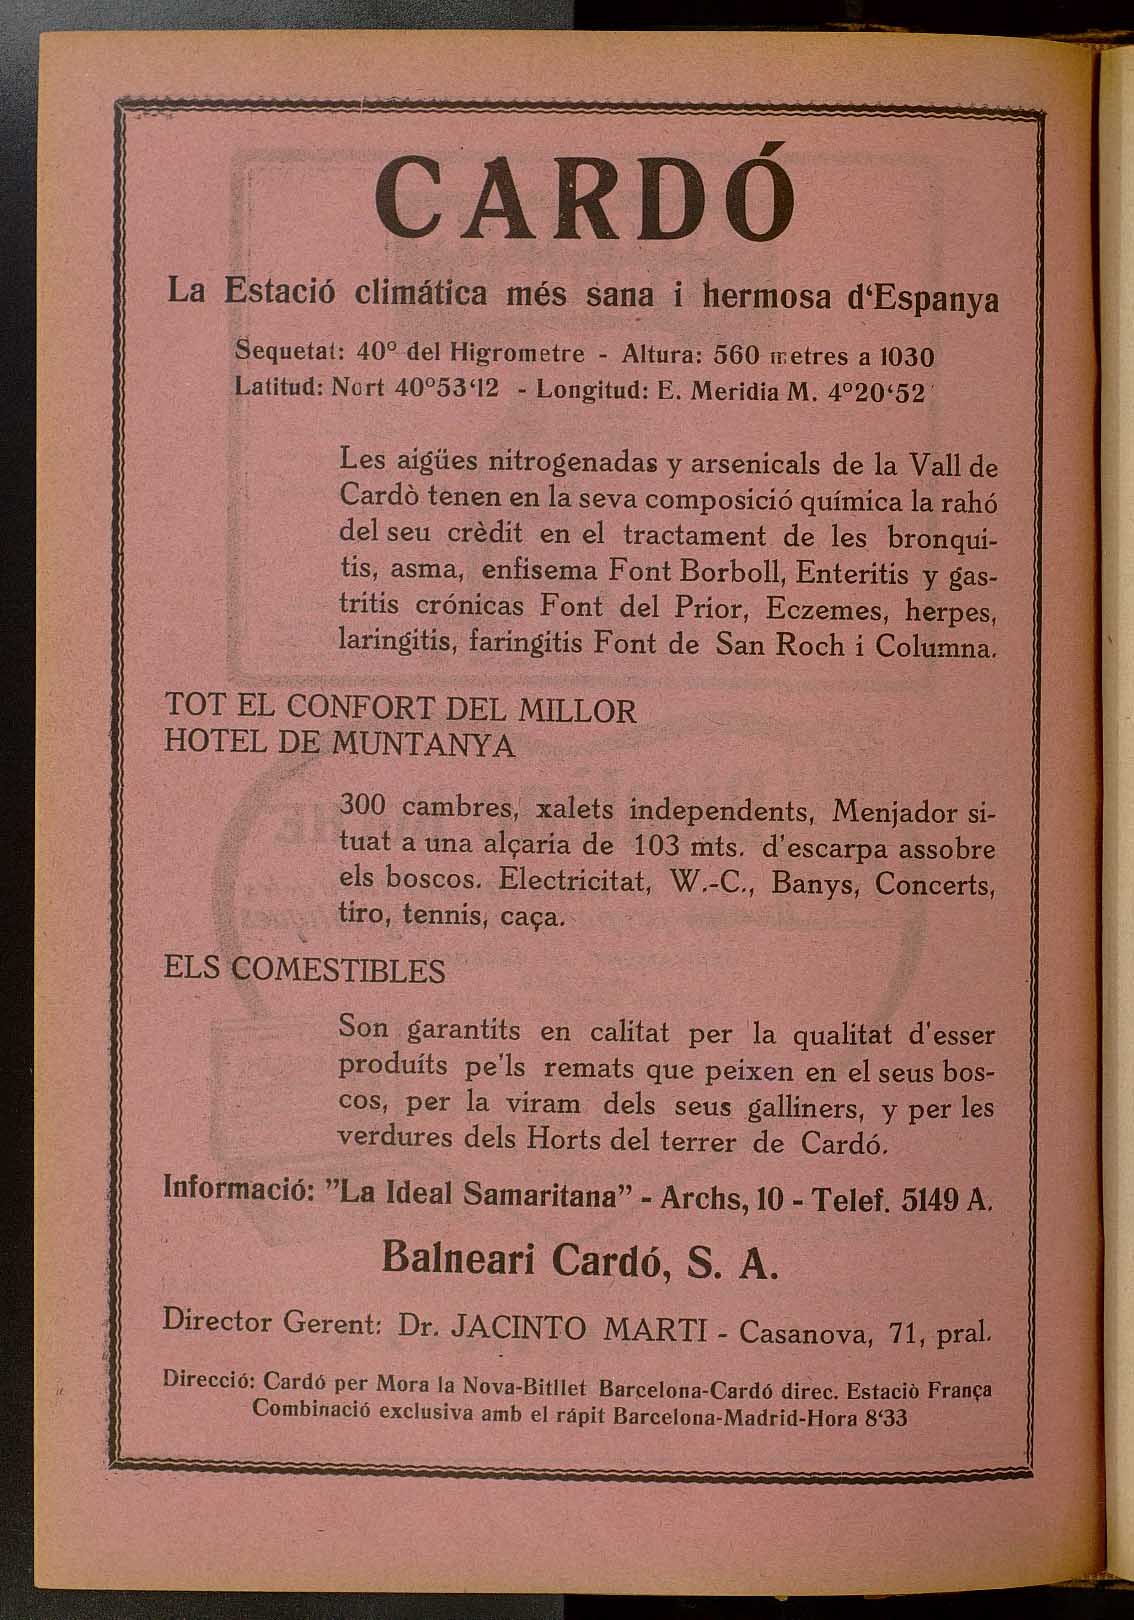 CARDÓ
La Estació climática més sana i hermosa d‘Espanya
Sequetat: 40º del Higrometre - Altura: 560 metres a 1030
Latitud: Nort 40º53‘12 - Longitud: E. Meridia M. 4º20‘52
Les aigües nitrogenadas y arsenicals de la Vall de
Cardò tenen en la seva composició química la rahó
del seu crèdit en el tractament de les bronqui-
tis, asma, enfisema Font Borboll, Enteritis y gas-
tritis crónicas Font del Prior, Eczemes, herpes,
laringitis, faringitis Font de San Roch i Columna.
TOT EL CONFORT DEL MILLOR
HOTEL DE MUNTANYA
300 cambres, xalets independents, Menjador si-
tuat a una alçaria de 103 mts. d'escarpa assobre
els boscos. Electricitat, W.-C., Banys, Concerts,
tiro, tennis, caça.
ELS COMESTIBLES
Son garantits en calitat per la qualitat d'esser
produíts pe'ls remats que peixen en el seus bos-
cos, per la viram dels seus galliners, y per les
verdures dels Horts del terrer de Cardó.
Informació: ”La Ideal Samaritana” - Archs, 10 - Telef. 5149 A.
Balneari Cardó, S. A.
Director Gerent: Dr. JACINTO MARTI - Casanova, 71, pral.
Direcció: Cardó per Mora la Nova-Bitllet Barcelona-Cardó direc. Estaciò França
Combinació exclusiva amb el rápit Barcelona-Madrid-Hora 8‘33